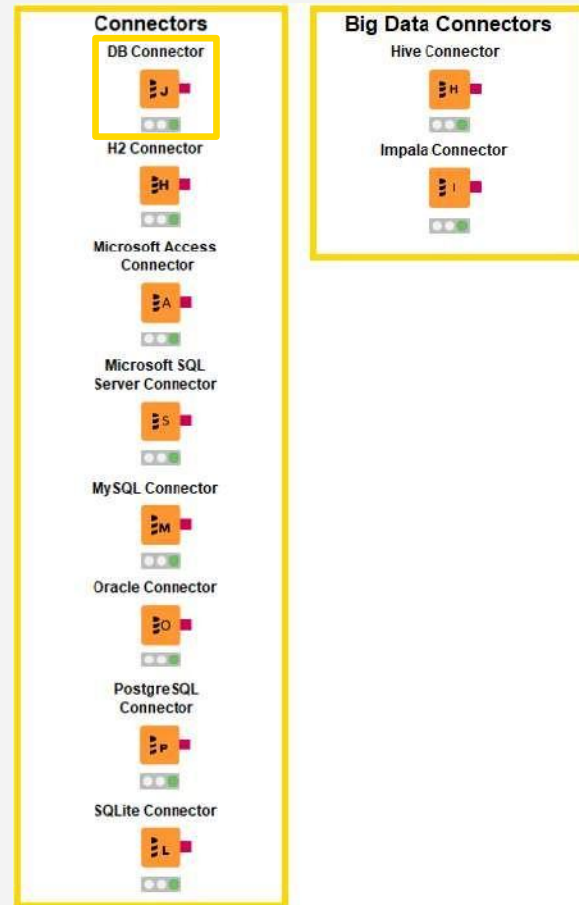 Connectors
DB Connector
J
H2 Connector
H
Microsoft Access
Connector
A
Microsoft SQL
Server Connector
S
MySQL Connector
M
Oracle Connector
O
PostgreSQL
Connector
P
SQLite Connector
L
Big Data Connectors
Hive Connector
H
Impala Connector
I